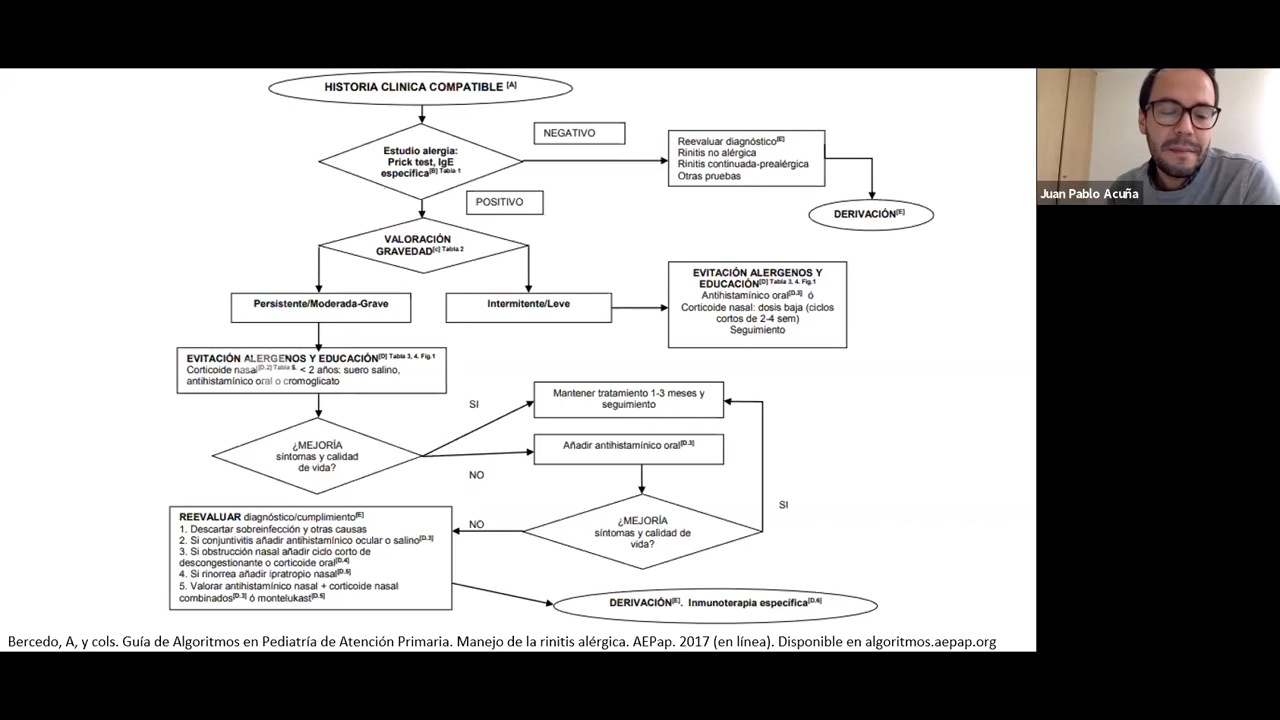 HISTORIA CLINICA COMPATIBLE [A]
NEGATIVO
Estudio alergia:
Prick test, IgE
específica[B] Tabla 1
Reevaluar diagnóstico[E]
Rinitis no alérgica
Rinitis continuada-prealérgica
Otras pruebas
Juan Pablo Acuña
POSITIVO
DERIVACIÓN[E]
VALORACIÓN
GRAVEDAD[c] Tabla 2
Persistente/Moderada-Grave
Intermitente/Leve
EVITACIÓN ALERGENOS Y
EDUCACIÓN[D] Tabla 3, 4. Fig.1
Antihistamínico oral[D.3] ó
Corticoide nasal: dosis baja (ciclos
cortos de 2-4 sem)
Seguimiento
EVITACIÓN ALERGENOS Y EDUCACIÓN[D] Tabla 3, 4. Fig.1
Corticoide nasal[D.2] Tabla 5. < 2 años: suero salino,
antihistamínico oral o cromoglicato
SI
Mantener tratamiento 1-3 meses y
seguimiento
¿MEJORÍA
síntomas y calidad
de vida?
Añadir antihistamínico oral[D.3]
NO
SI
¿MEJORÍA
síntomas y calidad de
vida?
NO
REEVALUAR diagnóstico/cumplimiento[E]
1. Descartar sobreinfección y otras causas
2. Si conjuntivitis añadir antihistamínico ocular o salino[D.3]
3. Si obstrucción nasal añadir ciclo corto de
descongestionante o corticoide oral[D.4]
4. Si rinorrea añadir ipratropio nasal[D.5]
5. Valorar antihistamínico nasal + corticoide nasal
combinados[D.3] ó montelukast[D.5]
DERIVACIÓN[E]. Inmunoterapia específica[D.6]
Bercedo, A, y cols. Guía de Algoritmos en Pediatría de Atención Primaria. Manejo de la rinitis alérgica. AEPap. 2017 (en línea). Disponible en algoritmos.aepap.org